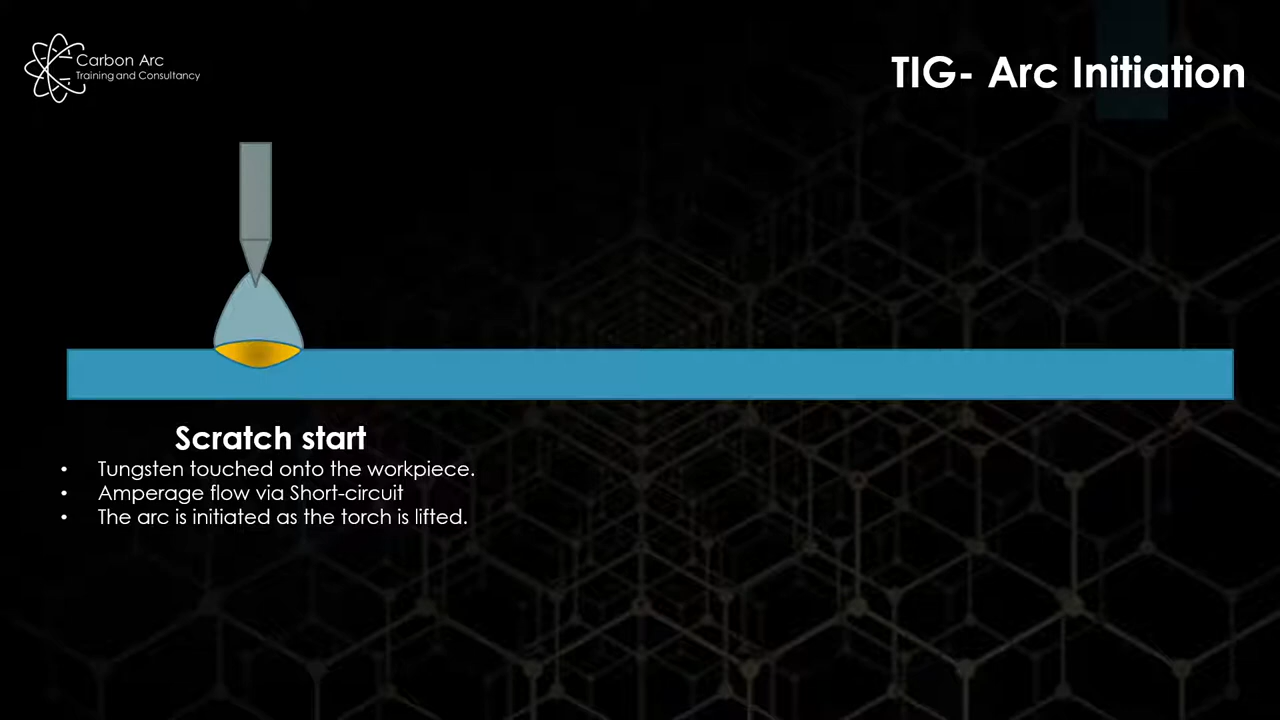 Carbon Arc
Training and Consultancy
TIG- Arc Initiation
Scratch start
• Tungsten touched onto the workpiece.
• Amperage flow via Short-circuit
• The arc is initiated as the torch is lifted.